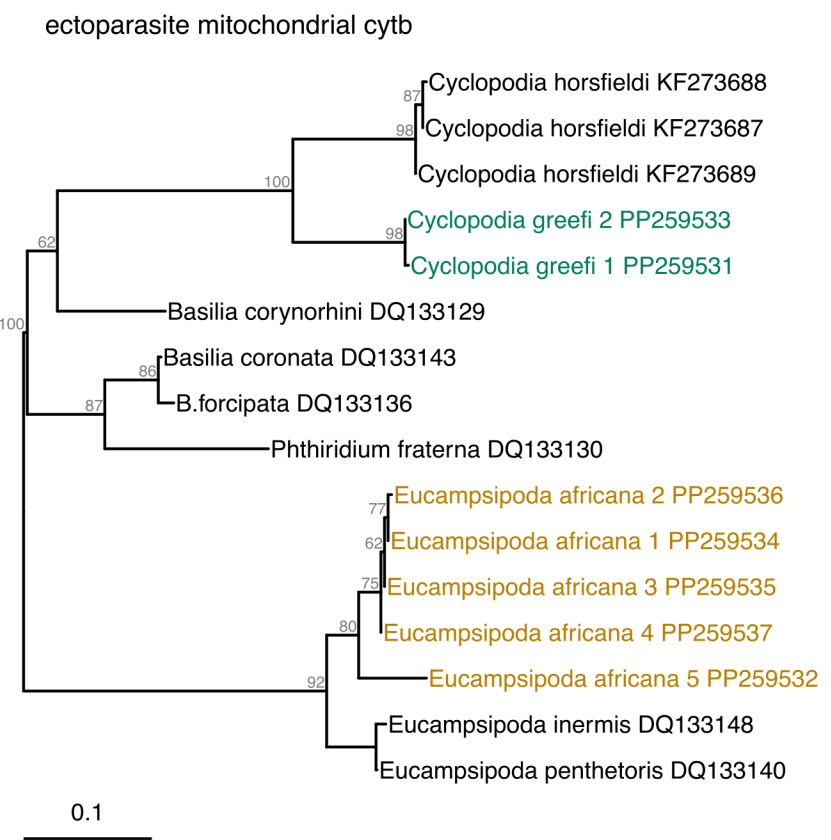 ectoparasite mitochondrial cytb
87
Cyclopodia horsfieldi KF273688
98
Cyclopodia horsfieldi KF273687
Cyclopodia horsfieldi KF273689
100
98
Cyclopodia greefi 2 PP259533
Cyclopodia greefi 1 PP259531
62
Basilia corynorhini DQ133129
100
86
Basilia coronata DQ133143
87
B.forcipata DQ133136
Phthiridium fraterna DQ133130
77
Eucampsipoda africana 2 PP259536
62
Eucampsipoda africana 1 PP259534
75
Eucampsipoda africana 3 PP259535
80
Eucampsipoda africana 4 PP259537
92
Eucampsipoda africana 5 PP259532
Eucampsipoda inermis DQ133148
Eucampsipoda penthetoris DQ133140
0.1